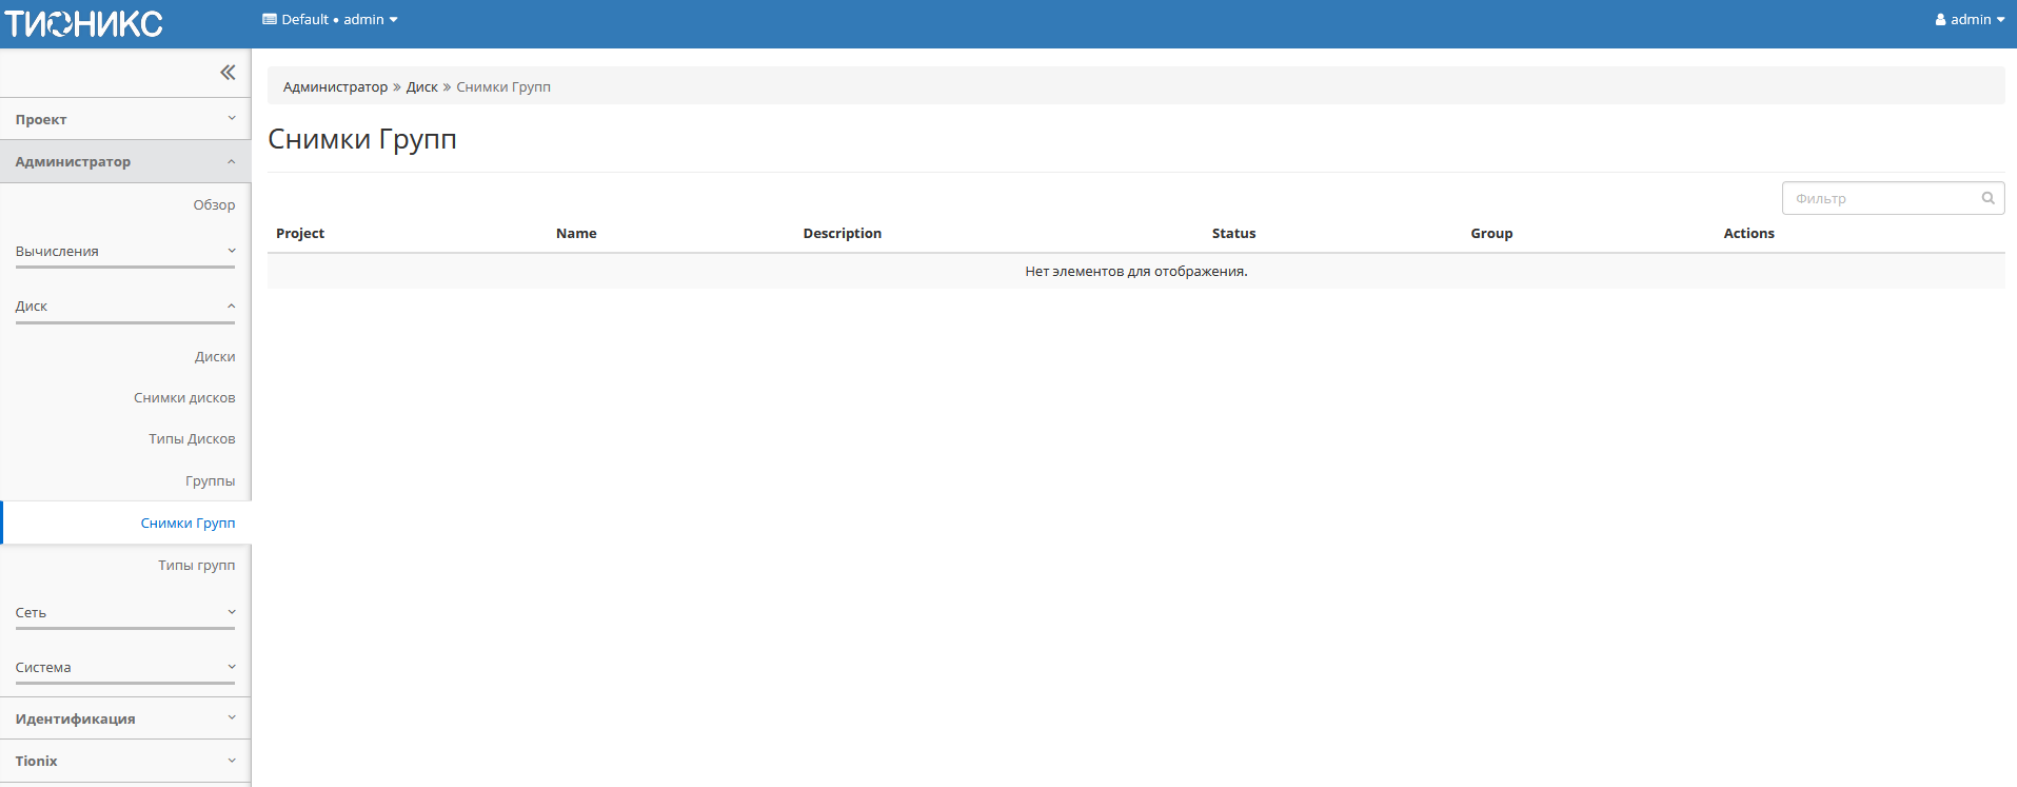 ТИОНИКС
Default • admin
admin
Проект
Администратор
Обзор
Вычисления
Диск
Диски
Снимки дисков
Типы Дисков
Группы
Снимки Групп
Типы групп
Сеть
Система
Идентификация
Tionix
Администратор » Диск » Снимки Групп
Снимки Групп
Фильтр
Project Name Description Status Group Actions
Нет элементов для отображения.